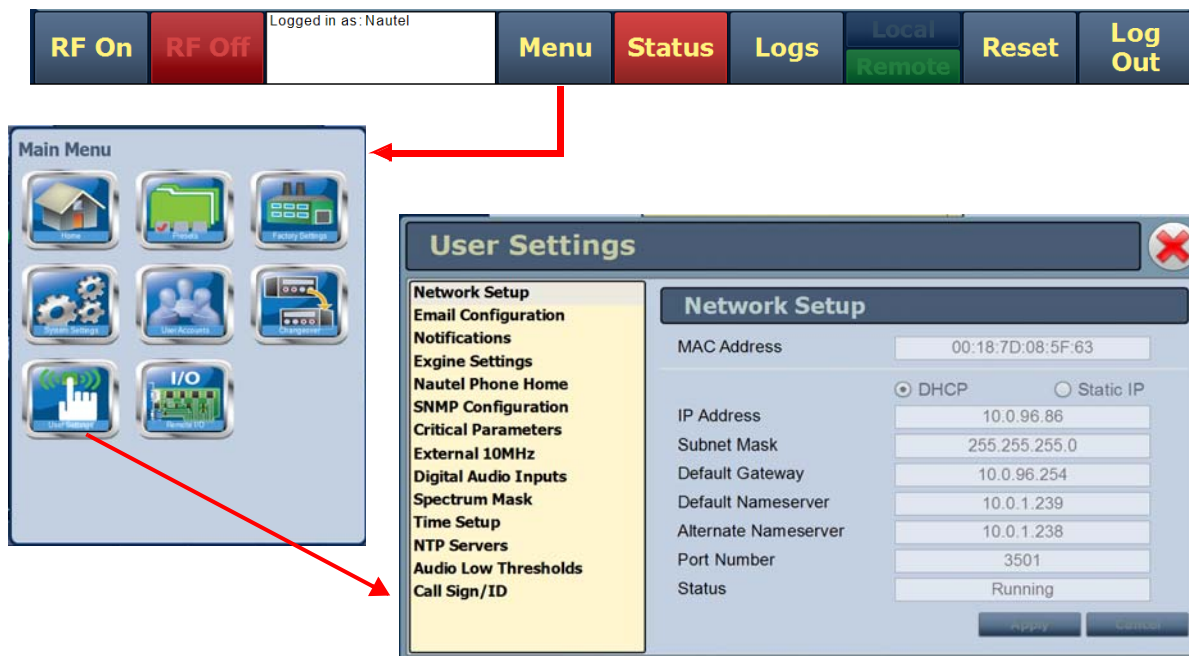 Logged in as: Nautel
RF On RF Off Menu Status Logs Local Remote Reset Log Out
Main Menu
Home Presets Factory Settings
System Settings User Accounts Changeover
I/O
User Settings Remote I/O
User Settings
Network Setup
Email Configuration
Notifications
Exgine Settings
Nautel Phone Home
SNMP Configuration
Critical Parameters
External 10MHz
Digital Audio Inputs
Spectrum Mask
Time Setup
NTP Servers
Audio Low Thresholds
Call Sign/ID
Network Setup
MAC Address 00:18:7D:08:5F:63
DHCP Static IP
IP Address 10.0.96.86
Subnet Mask 255.255.255.0
Default Gateway 10.0.96.254
Default Nameserver 10.0.1.239
Alternate Nameserver 10.0.1.238
Port Number 3501
Status Running
Apply Cancel